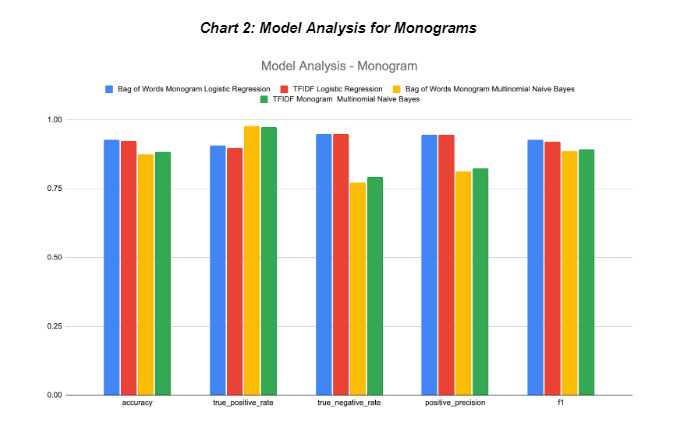 Chart 2: Model Analysis for Monograms
Model Analysis - Monogram
Bag of Words Monogram Logistic Regression TFIDF Logistic Regression Bag of Words Monogram Multinomial Naive Bayes
TFIDF Monogram Multinomial Naive Bayes
1.00
0.75
0.50
0.25
0.00
accuracy true_positive_rate true_negative_rate positive_precision f1